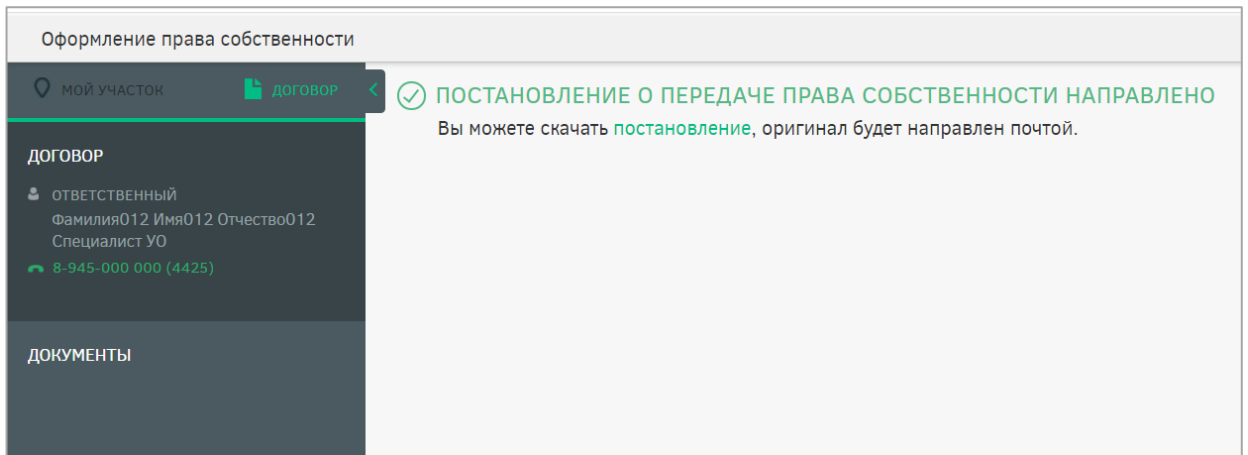 Оформление права собственности
МОЙ УЧАСТОК
ДОГОВОР
ДОГОВОР
ОТВЕТСТВЕННЫЙ
Фамилия012 Имя012 Отчество012
Специалист УО
8-945-000 000 (4425)
ДОКУМЕНТЫ
ПОСТАНОВЛЕНИЕ О ПЕРЕДАЧЕ ПРАВА СОБСТВЕННОСТИ НАПРАВЛЕНО
Вы можете скачать постановление, оригинал будет направлен почтой.